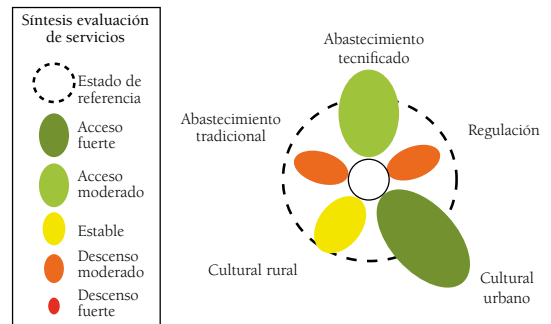 Síntesis evaluación
de servicios
Estado de
referencia
Acceso
fuerte
Acceso
moderado
Estable
Descenso
moderado
Descenso
fuerte
Abastecimiento
tecnificado
Abastecimiento
tradicional
Regulación
Cultural rural
Cultural
urbano